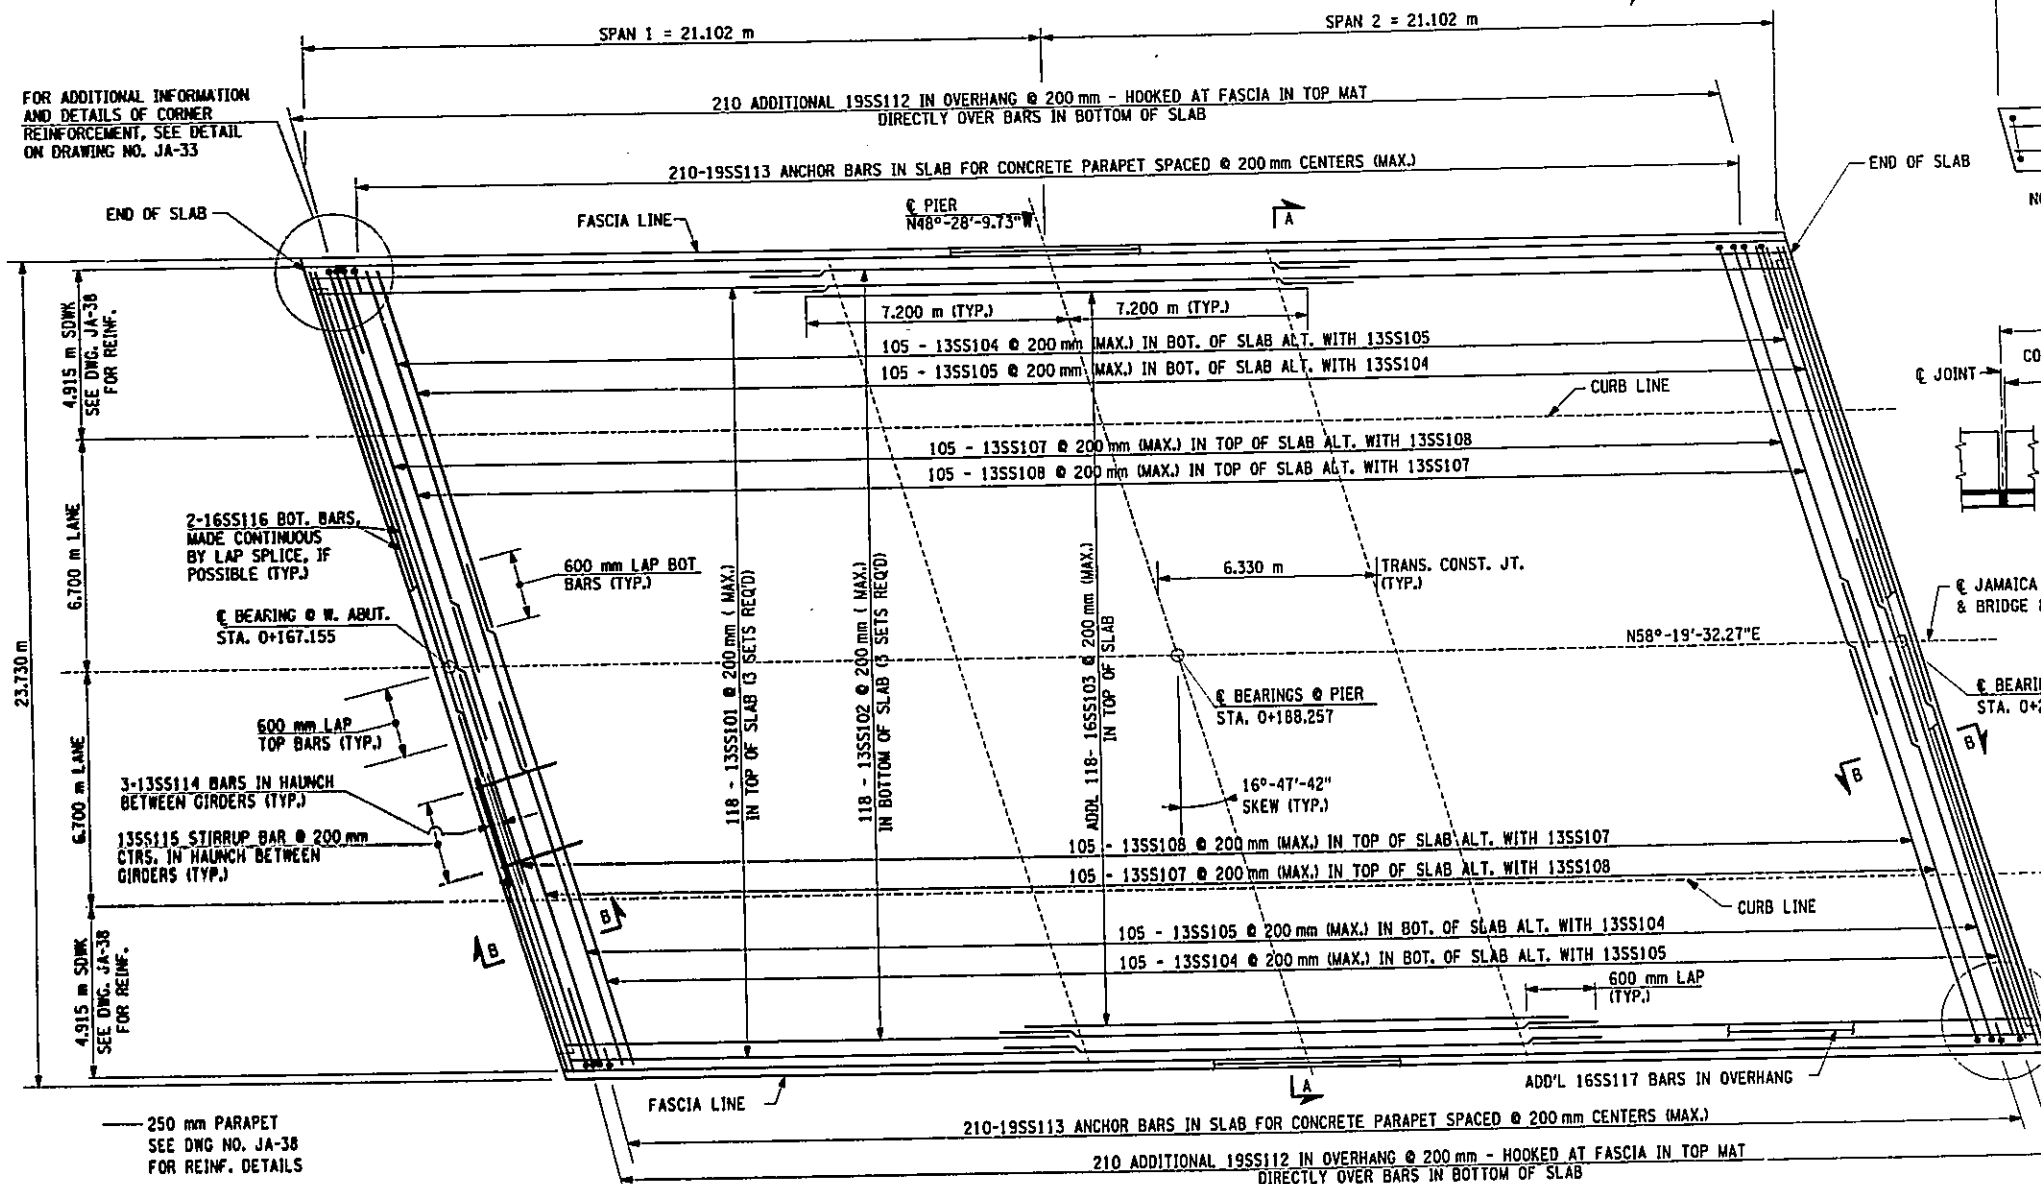 SPAN 1 = 21.102 m
SPAN 2 = 21.102 m
FOR ADDITIONAL INFORMATION
AND DETAILS OF CORNER
REINFORCEMENT, SEE DETAIL
ON DRAWING NO. JA-33
210 ADDITIONAL 19SS112 IN OVERHANG @ 200 mm - HOOKED AT FASCIA IN TOP MAT
DIRECTLY OVER BARS IN BOTTOM OF SLAB
210-19SS113 ANCHOR BARS IN SLAB FOR CONCRETE PARAPET SPACED @ 200 mm CENTERS (MAX.)
END OF SLAB
END OF SLAB
FASCIA LINE
℄ PIER
N48°-28'-9.73"W
A
4.915 m SDWK
SEE DWG. JA-38
FOR REINF.
7.200 m (TYP.)
7.200 m (TYP.)
105 - 13SS104 @ 200 mm (MAX.) IN BOT. OF SLAB ALT. WITH 13SS105
105 - 13SS105 @ 200 mm (MAX.) IN BOT. OF SLAB ALT. WITH 13SS104
CURB LINE
℄ JOINT
CO
105 - 13SS107 @ 200 mm (MAX.) IN TOP OF SLAB ALT. WITH 13SS108
105 - 13SS108 @ 200 mm (MAX.) IN TOP OF SLAB ALT. WITH 13SS107
6.700 m LANE
2-16SS116 BOT. BARS,
MADE CONTINUOUS
BY LAP SPLICE, IF
POSSIBLE (TYP.)
600 mm LAP BOT
BARS (TYP.)
118 - 13SS101 @ 200 mm ( MAX.)
IN TOP OF SLAB (3 SETS REQ'D)
118 - 13SS102 @ 200 mm ( MAX.)
IN BOTTOM OF SLAB (3 SETS REQ'D)
ADDL 118- 16SS103 @ 200 mm (MAX.)
IN TOP OF SLAB
6.330 m
TRANS. CONST. JT.
(TYP.)
℄ BEARING @ W. ABUT.
STA. 0+167.155
℄ JAMAICA
& BRIDGE
N58°-19'-32.27"E
23.730 m
℄ BEARINGS @ PIER
STA. 0+188.257
600 mm LAP
TOP BARS (TYP.)
6.700 m LANE
3-13SS114 BARS IN HAUNCH
BETWEEN GIRDERS (TYP.)
16°-47'-42"
SKEW (TYP.)
B
B
13SS115 STIRRUP BAR @ 200 mm
CTRS. IN HAUNCH BETWEEN
GIRDERS (TYP.)
105 - 13SS108 @ 200 mm (MAX.) IN TOP OF SLAB ALT. WITH 13SS107
105 - 13SS107 @ 200 mm (MAX.) IN TOP OF SLAB ALT. WITH 13SS108
CURB LINE
B
B
4.915 m SDWK
SEE DWG. JA-38
FOR REINF.
105 - 13SS105 @ 200 mm (MAX.) IN BOT. OF SLAB ALT. WITH 13SS104
105 - 13SS104 @ 200 mm (MAX.) IN BOT. OF SLAB ALT. WITH 13SS105
600 mm LAP
(TYP.)
A
ADD'L 16SS117 BARS IN OVERHANG
FASCIA LINE
250 mm PARAPET
SEE DWG NO. JA-38
FOR REINF. DETAILS
210-19SS113 ANCHOR BARS IN SLAB FOR CONCRETE PARAPET SPACED @ 200 mm CENTERS (MAX.)
210 ADDITIONAL 19SS112 IN OVERHANG @ 200 mm - HOOKED AT FASCIA IN TOP MAT
DIRECTLY OVER BARS IN BOTTOM OF SLAB